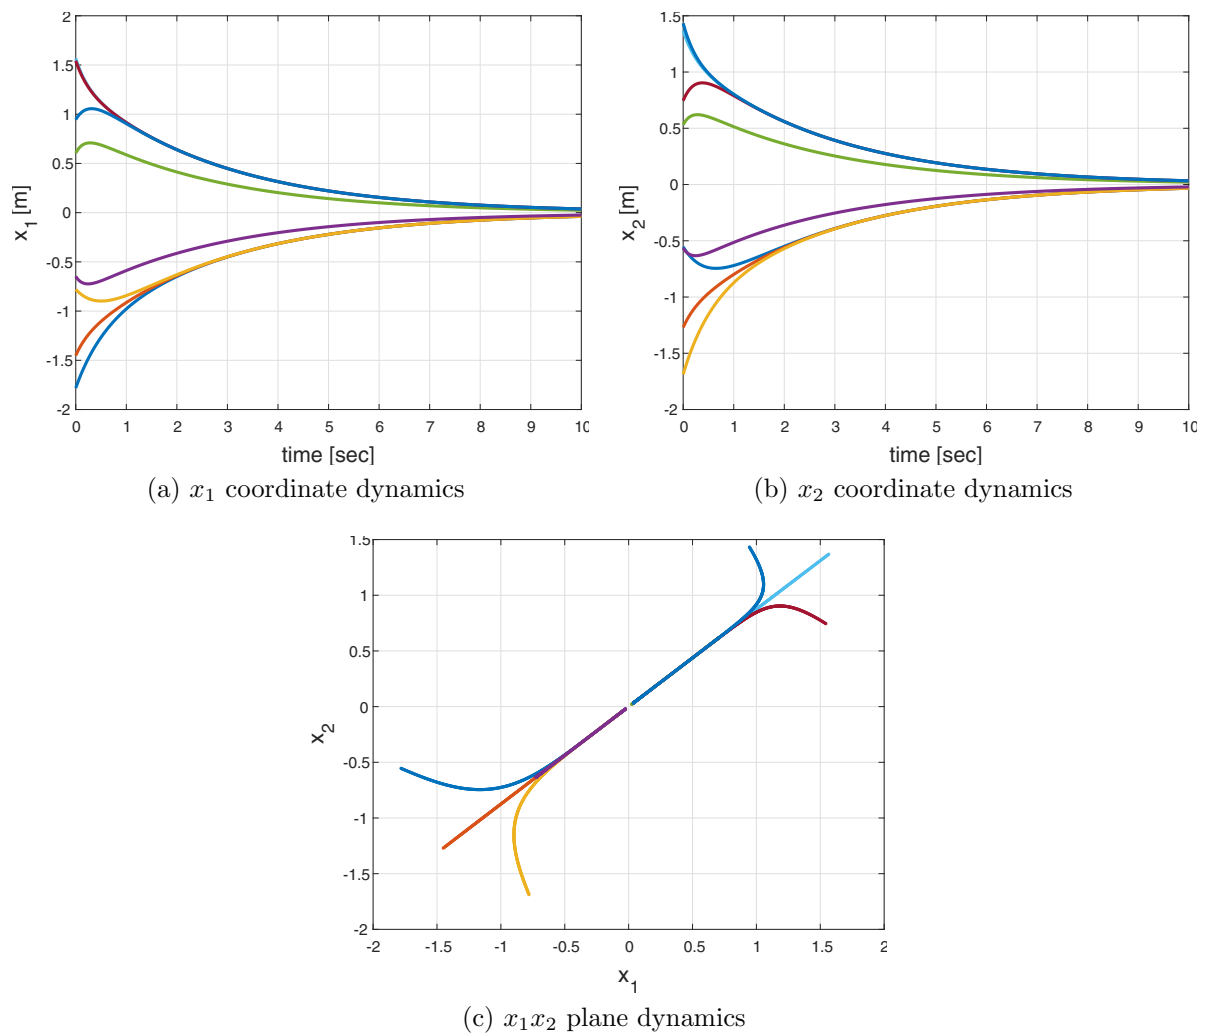 2
1.5
1
0.5
0
-0.5
-1
-1.5
-2
x1 [m]
0 1 2 3 4 5 6 7 8 9 10
time [sec]
(a) x1 coordinate dynamics
1.5
1
0.5
0
-0.5
-1
-1.5
-2
x2 [m]
0 1 2 3 4 5 6 7 8 9 10
time [sec]
(b) x2 coordinate dynamics
1.5
1
0.5
0
-0.5
-1
-1.5
-2
x2
-2 -1.5 -1 -0.5 0 0.5 1 1.5 2
x1
(c) x1x2 plane dynamics